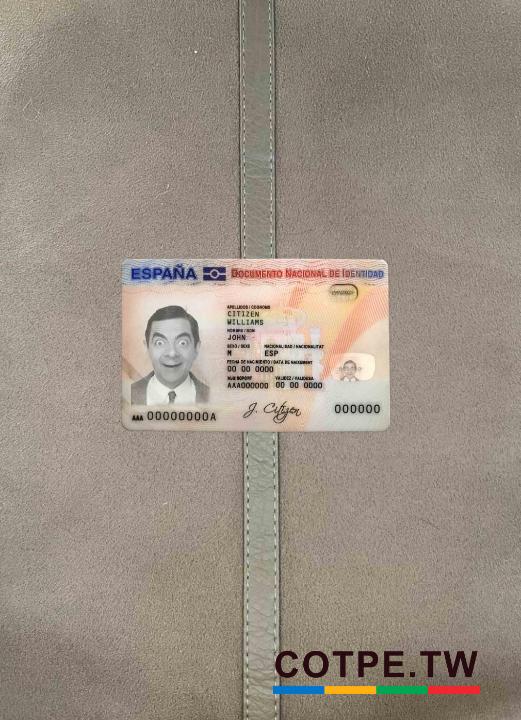 ESPAÑA DOCUMENTO NACIONAL DE IDENTIDAD
APELLIDOS / COGNOMS
CITIZEN
WILLIAMS
NOMBRE / NOM
JOHN
SEXO / SEXE NACIONALIDAD / NACIONALITAT
M ESP
FECHA DE NACIMIENTO / DATA DE NAIXEMENT
00 00 0000
NUM SOPORT VALIDEZ / VALIDESA
AAA000000 00 00 0000
AAA 00000000A J. Citizen 000000
COTPE.TW